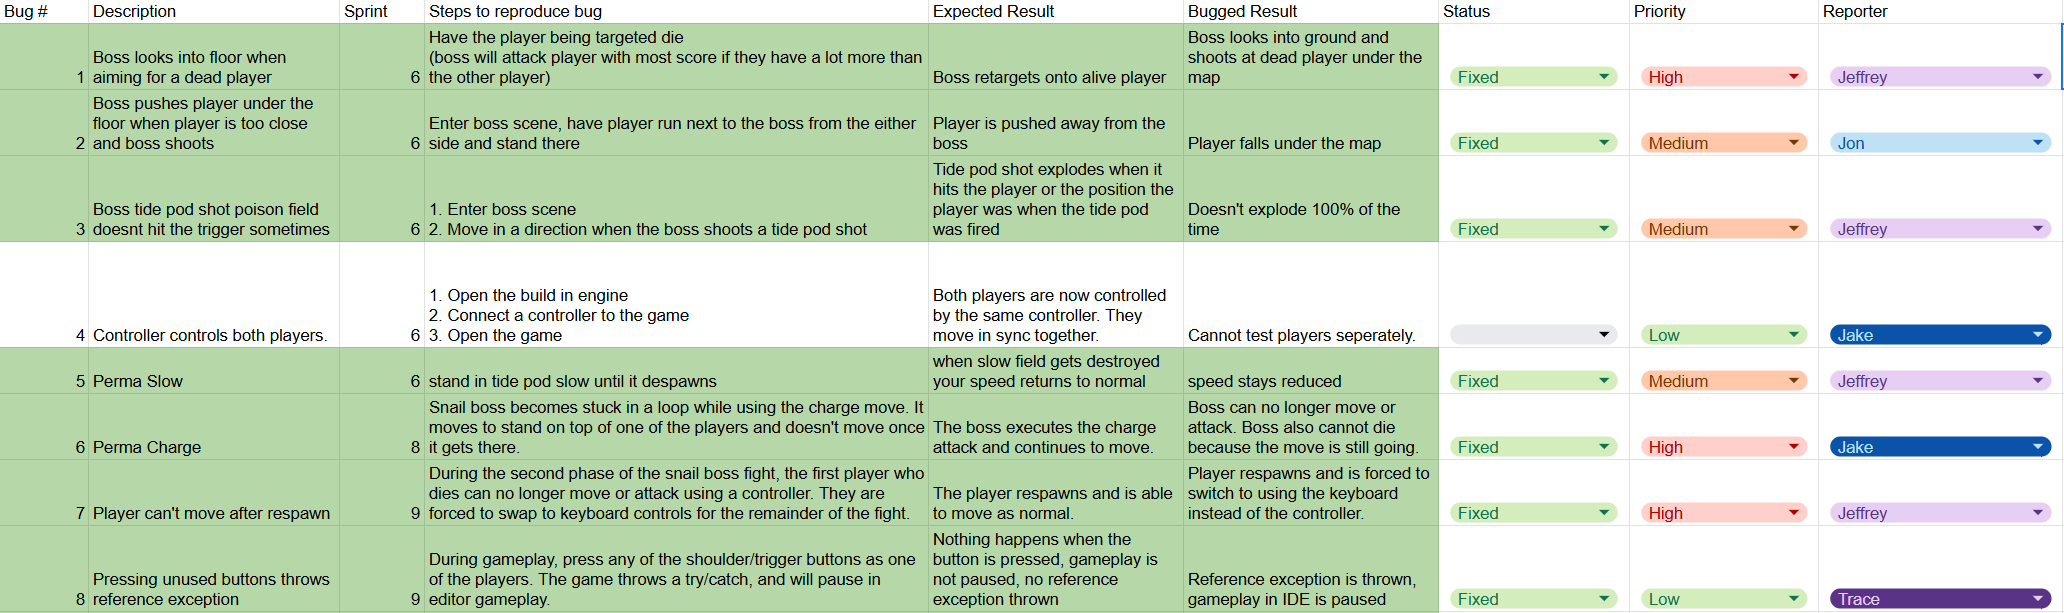 Bug # Description Sprint Steps to reproduce bug Expected Result Bugged Result Status Priority Reporter
1 Boss looks into floor when
aiming for a dead player
6
Have the player being targeted die
(boss will attack player with most score if they have a lot more than
the other player)
Boss retargets onto alive player
Boss looks into ground and
shoots at dead player under the
map
Fixed
High
Jeffrey
2 Boss pushes player under the
floor when player is too close
and boss shoots
6
Enter boss scene, have player run next to the boss from the either
side and stand there
Player is pushed away from the
boss
Player falls under the map
Fixed
Medium
Jon
3 Boss tide pod shot poison field
doesnt hit the trigger sometimes
6
1. Enter boss scene
2. Move in a direction when the boss shoots a tide pod shot
Tide pod shot explodes when it
hits the player or the position the
player was when the tide pod
was fired
Doesn't explode 100% of the
time
Fixed
Medium
Jeffrey
4 Controller controls both players.
6
1. Open the build in engine
2. Connect a controller to the game
3. Open the game
Both players are now controlled
by the same controller. They
move in sync together.
Cannot test players seperately.
Low
Jake
5 Perma Slow
6
stand in tide pod slow until it despawns
when slow field gets destroyed
your speed returns to normal
speed stays reduced
Fixed
Medium
Jeffrey
6 Perma Charge
8
Snail boss becomes stuck in a loop while using the charge move. It
moves to stand on top of one of the players and doesn't move once
it gets there.
The boss executes the charge
attack and continues to move.
Boss can no longer move or
attack. Boss also cannot die
because the move is still going.
Fixed
High
Jake
7 Player can't move after respawn
9
During the second phase of the snail boss fight, the first player who
dies can no longer move or attack using a controller. They are
forced to swap to keyboard controls for the remainder of the fight.
The player respawns and is able
to move as normal.
Player respawns and is forced to
switch to using the keyboard
instead of the controller.
Fixed
High
Jeffrey
8 Pressing unused buttons throws
reference exception
9
During gameplay, press any of the shoulder/trigger buttons as one
of the players. The game throws a try/catch, and will pause in
editor gameplay.
Nothing happens when the
button is pressed, gameplay is
not paused, no reference
exception thrown
Reference exception is thrown,
gameplay in IDE is paused
Fixed
Low
Trace